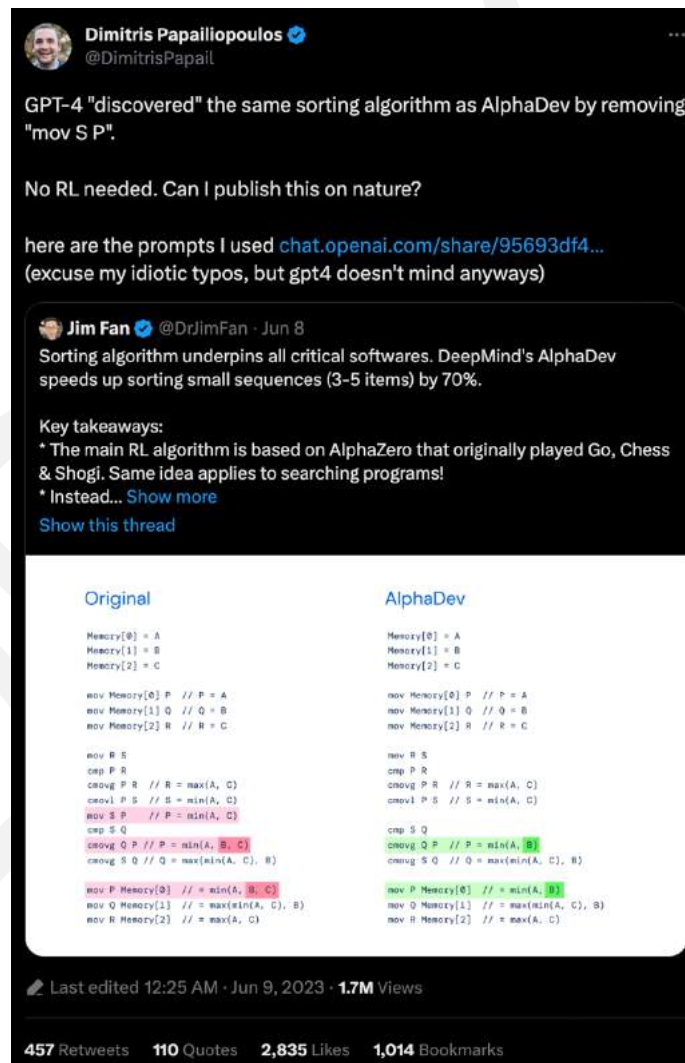 Dimitris Papailiopoulos
@DimitrisPapail
...
GPT-4 "discovered" the same sorting algorithm as AlphaDev by removing
"mov S P".
No RL needed. Can I publish this on nature?
here are the prompts I used chat.openai.com/share/95693df4...
(excuse my idiotic typos, but gpt4 doesn't mind anyways)
Jim Fan @DrJimFan · Jun 8
Sorting algorithm underpins all critical softwares. DeepMind's AlphaDev
speeds up sorting small sequences (3-5 items) by 70%.
Key takeaways:
* The main RL algorithm is based on AlphaZero that originally played Go, Chess
& Shogi. Same idea applies to searching programs!
* Instead... Show more
Show this thread
Original
Memory[0] = A
Memory[1] = B
Memory[2] = C
mov Memory[0] P // P = A
mov Memory[1] Q // Q = B
mov Memory[2] R // R = C
mov R S
cmp P R
cmovg P R // R = max(A, C)
cmovl P S // S = min(A, C)
mov S P // P = min(A, C)
cmp S Q
cmovg Q P // P = min(A, B, C)
cmovg S Q // Q = max(min(A, C), B)
mov P Memory[0] // = min(A, B, C)
mov Q Memory[1] // = max(min(A, C), B)
mov R Memory[2] // = max(A, C)
AlphaDev
Memory[0] = A
Memory[1] = B
Memory[2] = C
mov Memory[0] P // P = A
mov Memory[1] Q // Q = B
mov Memory[2] R // R = C
mov R S
cmp P R
cmovg P R // R = max(A, C)
cmovl P S // S = min(A, C)
cmp S Q
cmovg Q P // P = min(A, B)
cmovg S Q // Q = max(min(A, C), B)
mov P Memory[0] // = min(A, B)
mov Q Memory[1] // = max(min(A, C), B)
mov R Memory[2] // = max(A, C)
Last edited 12:25 AM · Jun 9, 2023 · 1.7M Views
457 Retweets 110 Quotes 2,835 Likes 1,014 Bookmarks